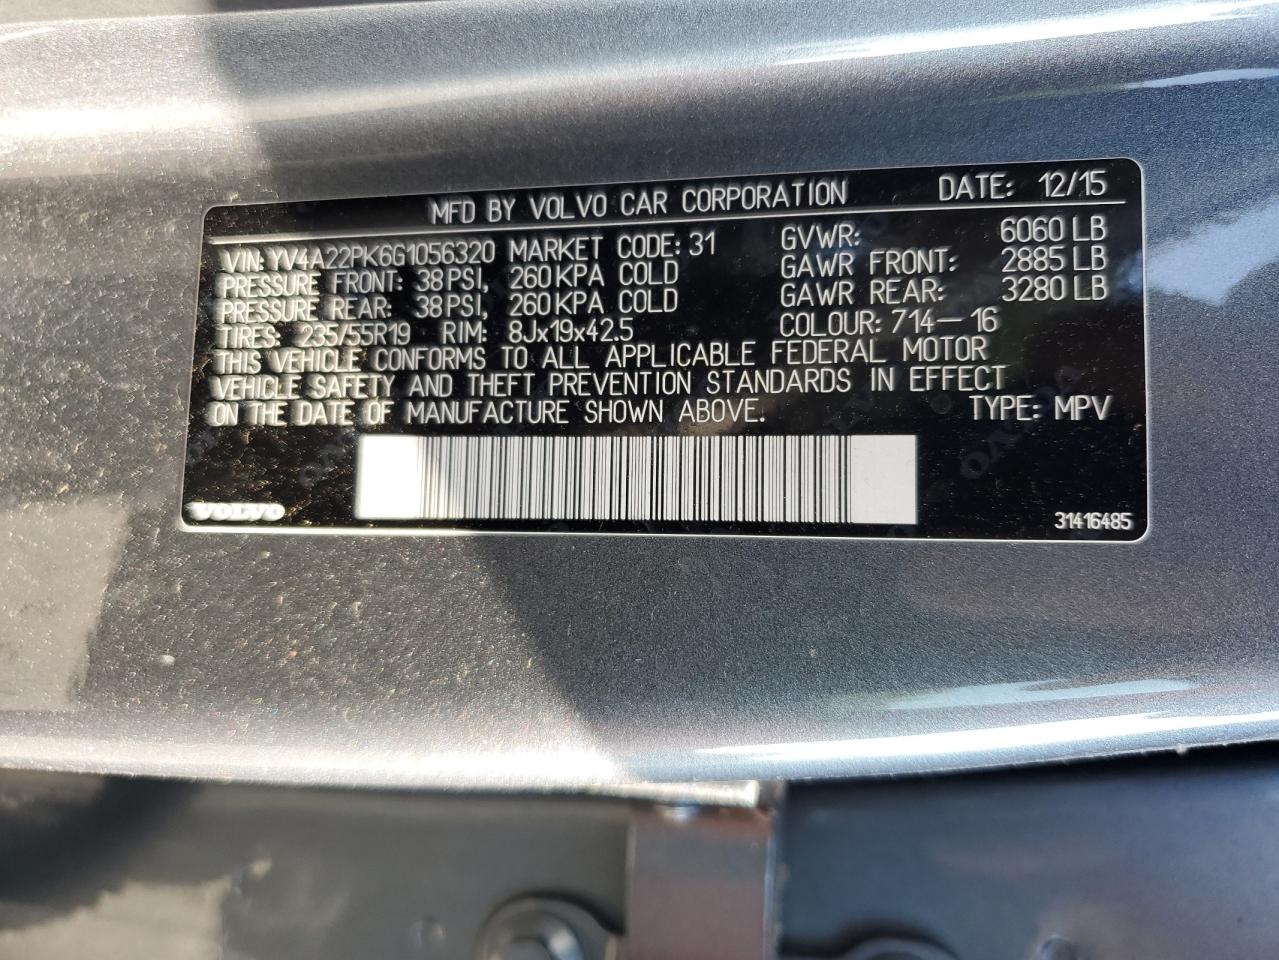 MFD BY VOLVO CAR CORPORATION DATE: 12/15
VIN: YV4A22PK6G1056320 MARKET CODE: 31 GVWR: 6060 LB
PRESSURE FRONT: 38 PSI, 260 KPA COLD GAWR FRONT: 2885 LB
PRESSURE REAR: 38 PSI, 260 KPA COLD GAWR REAR: 3280 LB
TIRES: 235/55R19 RIM: 8Jx19x42.5 COLOUR: 714-16
THIS VEHICLE CONFORMS TO ALL APPLICABLE FEDERAL MOTOR
VEHICLE SAFETY AND THEFT PREVENTION STANDARDS IN EFFECT
ON THE DATE OF MANUFACTURE SHOWN ABOVE. TYPE: MPV
VOLVO 31416485